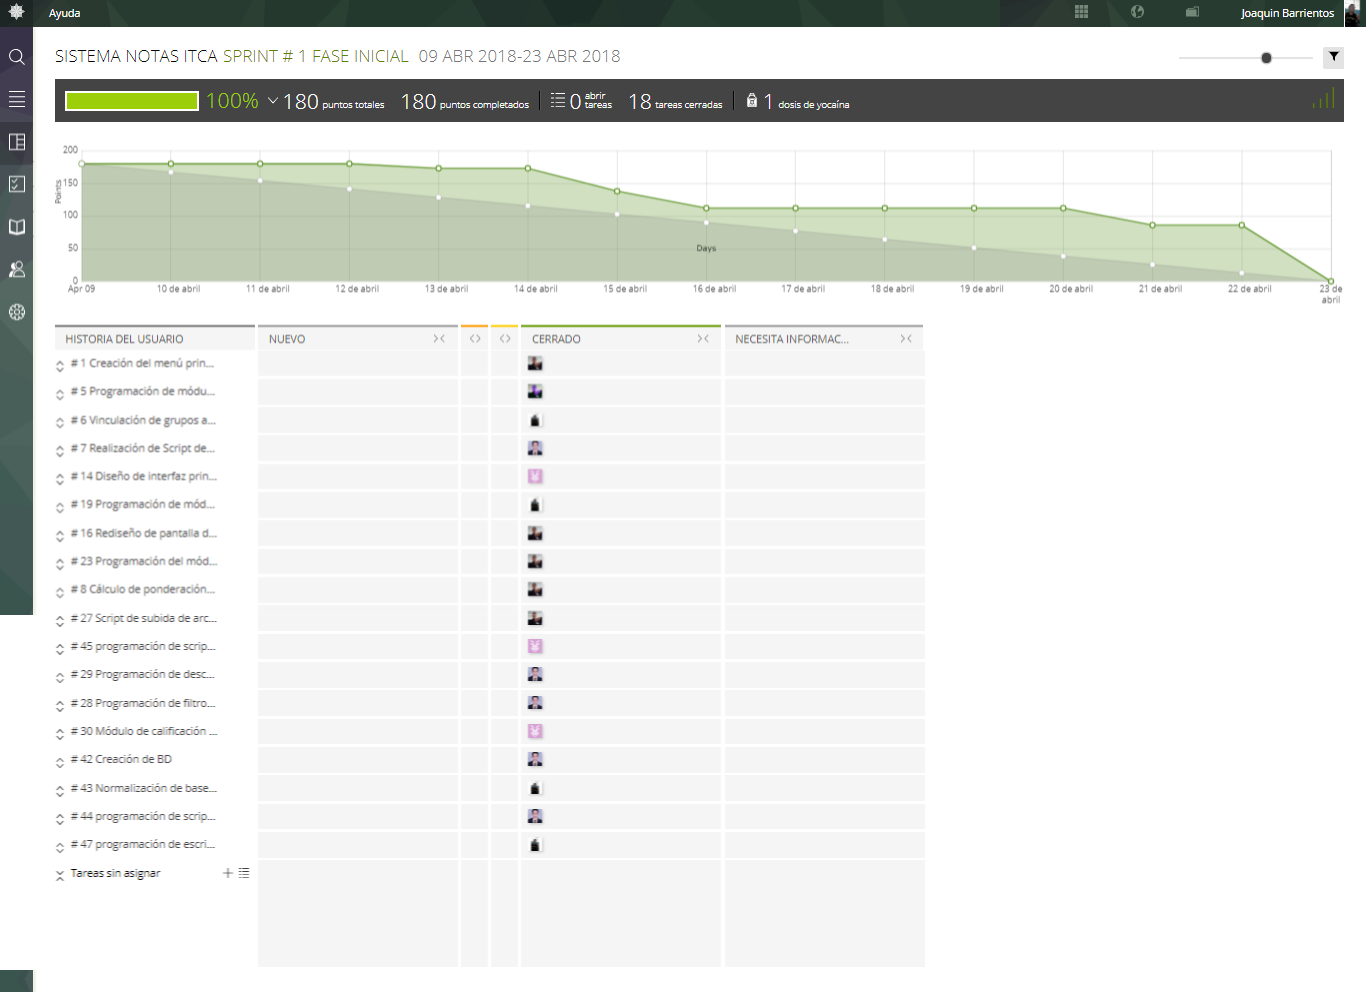 Ayuda
Joaquin Barrientos
SISTEMA NOTAS ITCA SPRINT # 1 FASE INICIAL 09 ABR 2018-23 ABR 2018
100% 180 puntos totales 180 puntos completados 0 abrir tareas 18 tareas cerradas 1 dosis de yocaína
200
150
100
50
0
Points
Days
Apr 09 10 de abril 11 de abril 12 de abril 13 de abril 14 de abril 15 de abril 16 de abril 17 de abril 18 de abril 19 de abril 20 de abril 21 de abril 22 de abril 23 de abril
HISTORIA DEL USUARIO NUEVO CERRADO NECESITA INFORMAC...
# 1 Creación del menú prin...
# 5 Programación de módu...
# 6 Vinculación de grupos a...
# 7 Realización de Script de...
# 14 Diseño de interfaz prin...
# 19 Programación de mód...
# 16 Rediseño de pantalla d...
# 23 Programación del mód...
# 8 Cálculo de ponderación...
# 27 Script de subida de arc...
# 45 programación de scrip...
# 29 Programación de desc...
# 28 Programación de filtro...
# 30 Módulo de calificación ...
# 42 Creación de BD
# 43 Normalización de base...
# 44 programación de scrip...
# 47 programación de escri...
Tareas sin asignar